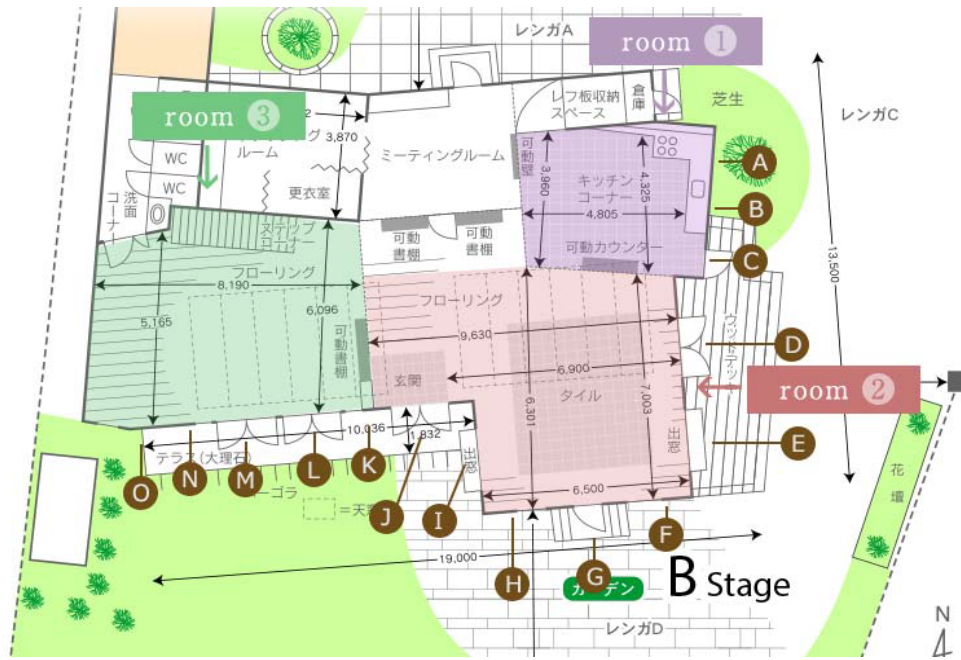 レンガA
room 1
レフ板収納
スペース
倉庫
芝生
レンガC
room 3
3,870
ルーム
ミーティングルーム
可動壁
キッチン
コーナー
3,960
4,325
4,805
A
WC
WC
更衣室
洗面
コーナー
B
ステップ
コーナー
可動
書棚
可動
書棚
可動カウンター
C
13,500
フローリング
8,190
フローリング
5,165
6,096
可動書棚
9,630
6,900
D
ウッドデッキ
玄関
タイル
6,301
7,003
room 2
10,036
1,832
出窓
出窓
E
テラス(大理石)
O
N
M
L
K
J
I
6,500
花壇
F
H
G
19,000
ガーデン
B Stage
レンガD
N